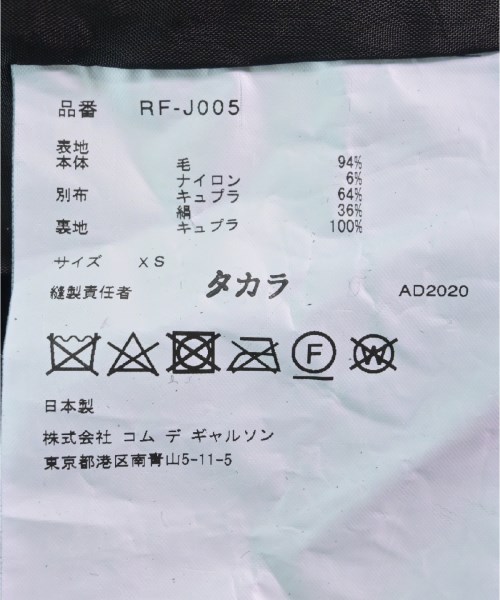 品番 RF-J005
表地
本体 毛 94%
ナイロン 6%
別布 キュプラ 64%
絹 36%
裏地 キュプラ 100%
サイズ XS
縫製責任者 タカラ AD2020
F W
日本製
株式会社 コム デ ギャルソン
東京都港区南青山5-11-5